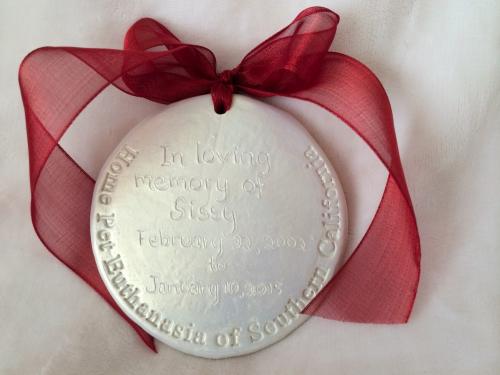 In loving
memory of
Sissy
February 22, 2002
to
January 10, 2015
Home Pet Euthanasia of Southern California